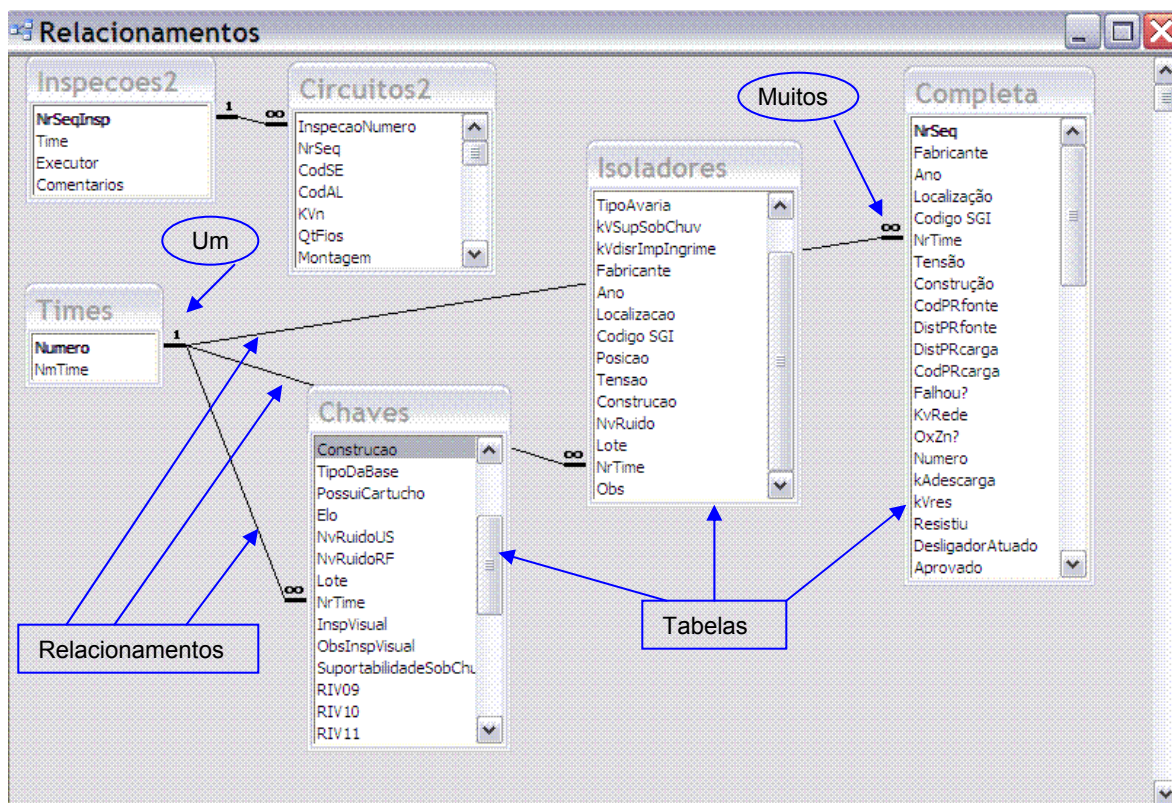 Relacionamentos
Inspecoes2
NrSeqInsp
Time
Executor
Comentarios
1
∞
Circuitos2
InspecaoNumero
NrSeq
CodSE
CodAL
KVn
QtFios
Montagem
Um
Times
Numero
NmTime
1
Chaves
Construcao
TipoDaBase
PossuiCartucho
Elo
NvRuidoUS
NvRuidoRF
Lote
NrTime
InspVisual
ObsInspVisual
SuportabilidadeSobChu
RIV09
RIV10
RIV11
∞
Isoladores
TipoAvaria
kVSupSobChuv
kVdisrImpIngrime
Fabricante
Ano
Localizacao
Codigo SGI
Posicao
Tensao
Construcao
NvRuido
Lote
NrTime
Obs
∞
Muitos
∞
Completa
NrSeq
Fabricante
Ano
Localização
Codigo SGI
NrTime
Tensão
Construção
CodPRfonte
DistPRfonte
DistPRcarga
CodPRcarga
Falhou?
KvRede
OxZn?
Numero
kAdescarga
kVres
Resistiu
DesligadorAtuado
Aprovado
Relacionamentos
Tabelas